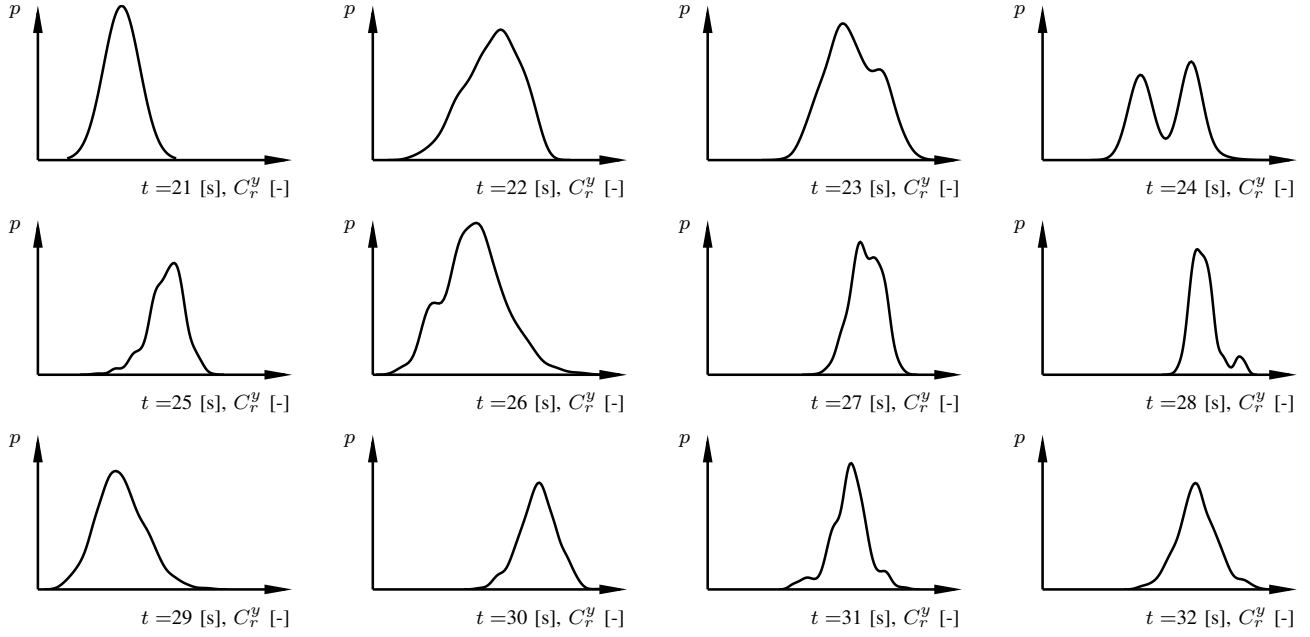 p p p p
t =21 [s], C_r^y [-] t =22 [s], C_r^y [-] t =23 [s], C_r^y [-] t =24 [s], C_r^y [-]
p p p p
t =25 [s], C_r^y [-] t =26 [s], C_r^y [-] t =27 [s], C_r^y [-] t =28 [s], C_r^y [-]
p p p p
t =29 [s], C_r^y [-] t =30 [s], C_r^y [-] t =31 [s], C_r^y [-] t =32 [s], C_r^y [-]